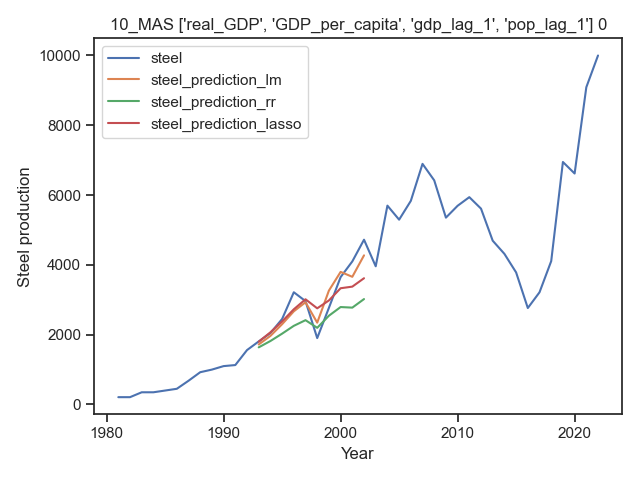 10_MAS ['real_GDP', 'GDP_per_capita', 'gdp_lag_1', 'pop_lag_1'] 0
steel
steel_prediction_lm
steel_prediction_rr
steel_prediction_lasso
Steel production
10000
8000
6000
4000
2000
0
1980
1990
2000
2010
2020
Year